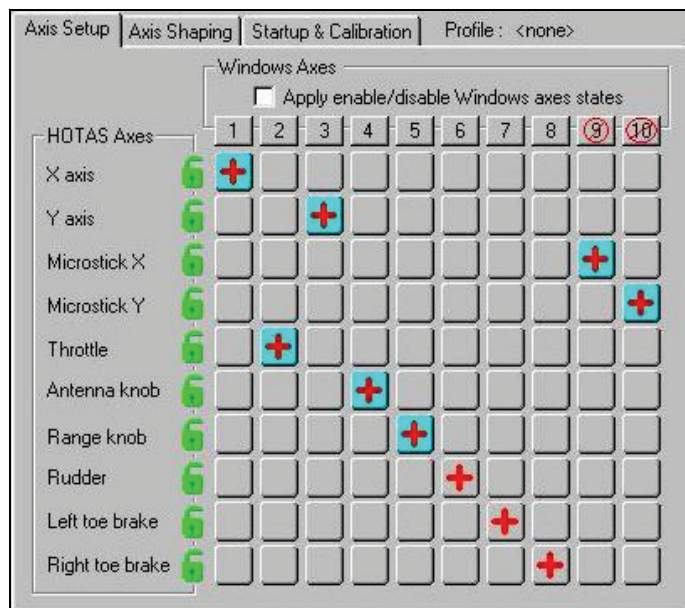 Axis Setup Axis Shaping Startup & Calibration Profile : <none>
Windows Axes
Apply enable/disable Windows axes states
HOTAS Axes 1 2 3 4 5 6 7 8 9 10
X axis
Y axis
Microstick X
Microstick Y
Throttle
Antenna knob
Range knob
Rudder
Left toe brake
Right toe brake